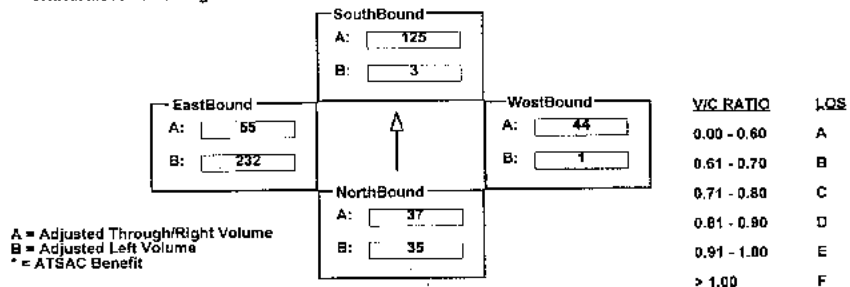 SouthBound
A: 125
B: 3
EastBound
A: 55
B: 232
WestBound
A: 44
B: 1
NorthBound
A: 37
B: 35
A = Adjusted Through/Right Volume
B = Adjusted Left Volume
* = ATSAC Benefit
V/C RATIO LOS
0.00 - 0.60 A
0.61 - 0.70 B
0.71 - 0.80 C
0.81 - 0.90 D
0.91 - 1.00 E
> 1.00 F